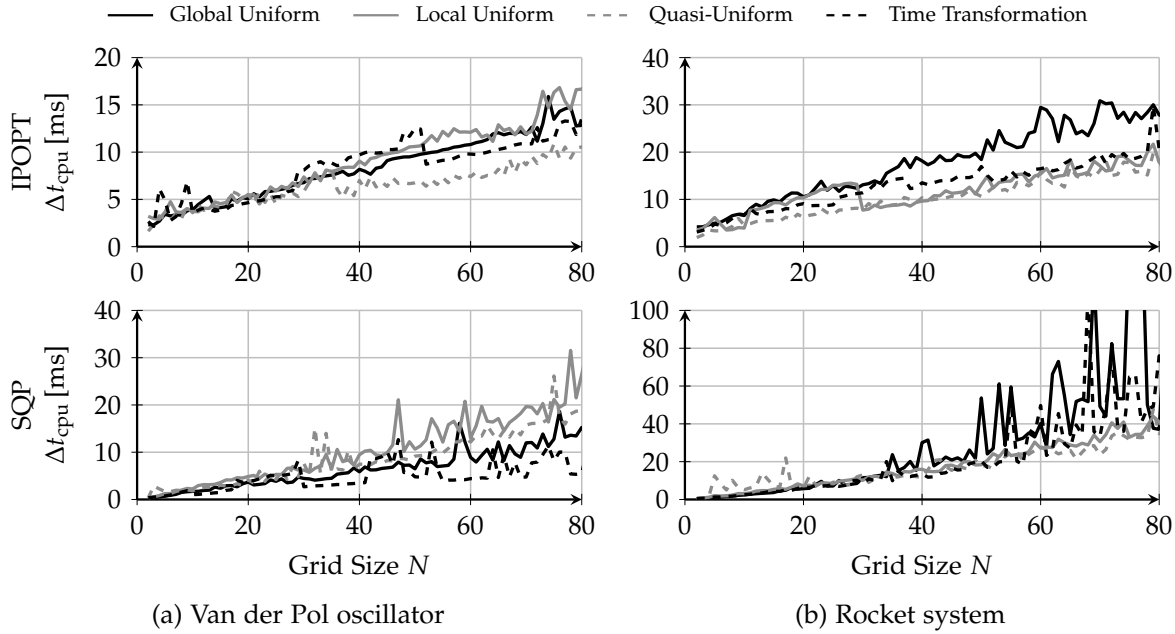 Global Uniform Local Uniform Quasi-Uniform Time Transformation
IPOPT
Δt_cpu [ms]
20
15
10
5
0
0 20 40 60 80
40
30
20
10
0
0 20 40 60 80
SQP
Δt_cpu [ms]
40
30
20
10
0
0 20 40 60 80
Grid Size N
100
80
60
40
20
0
0 20 40 60 80
Grid Size N
(a) Van der Pol oscillator
(b) Rocket system